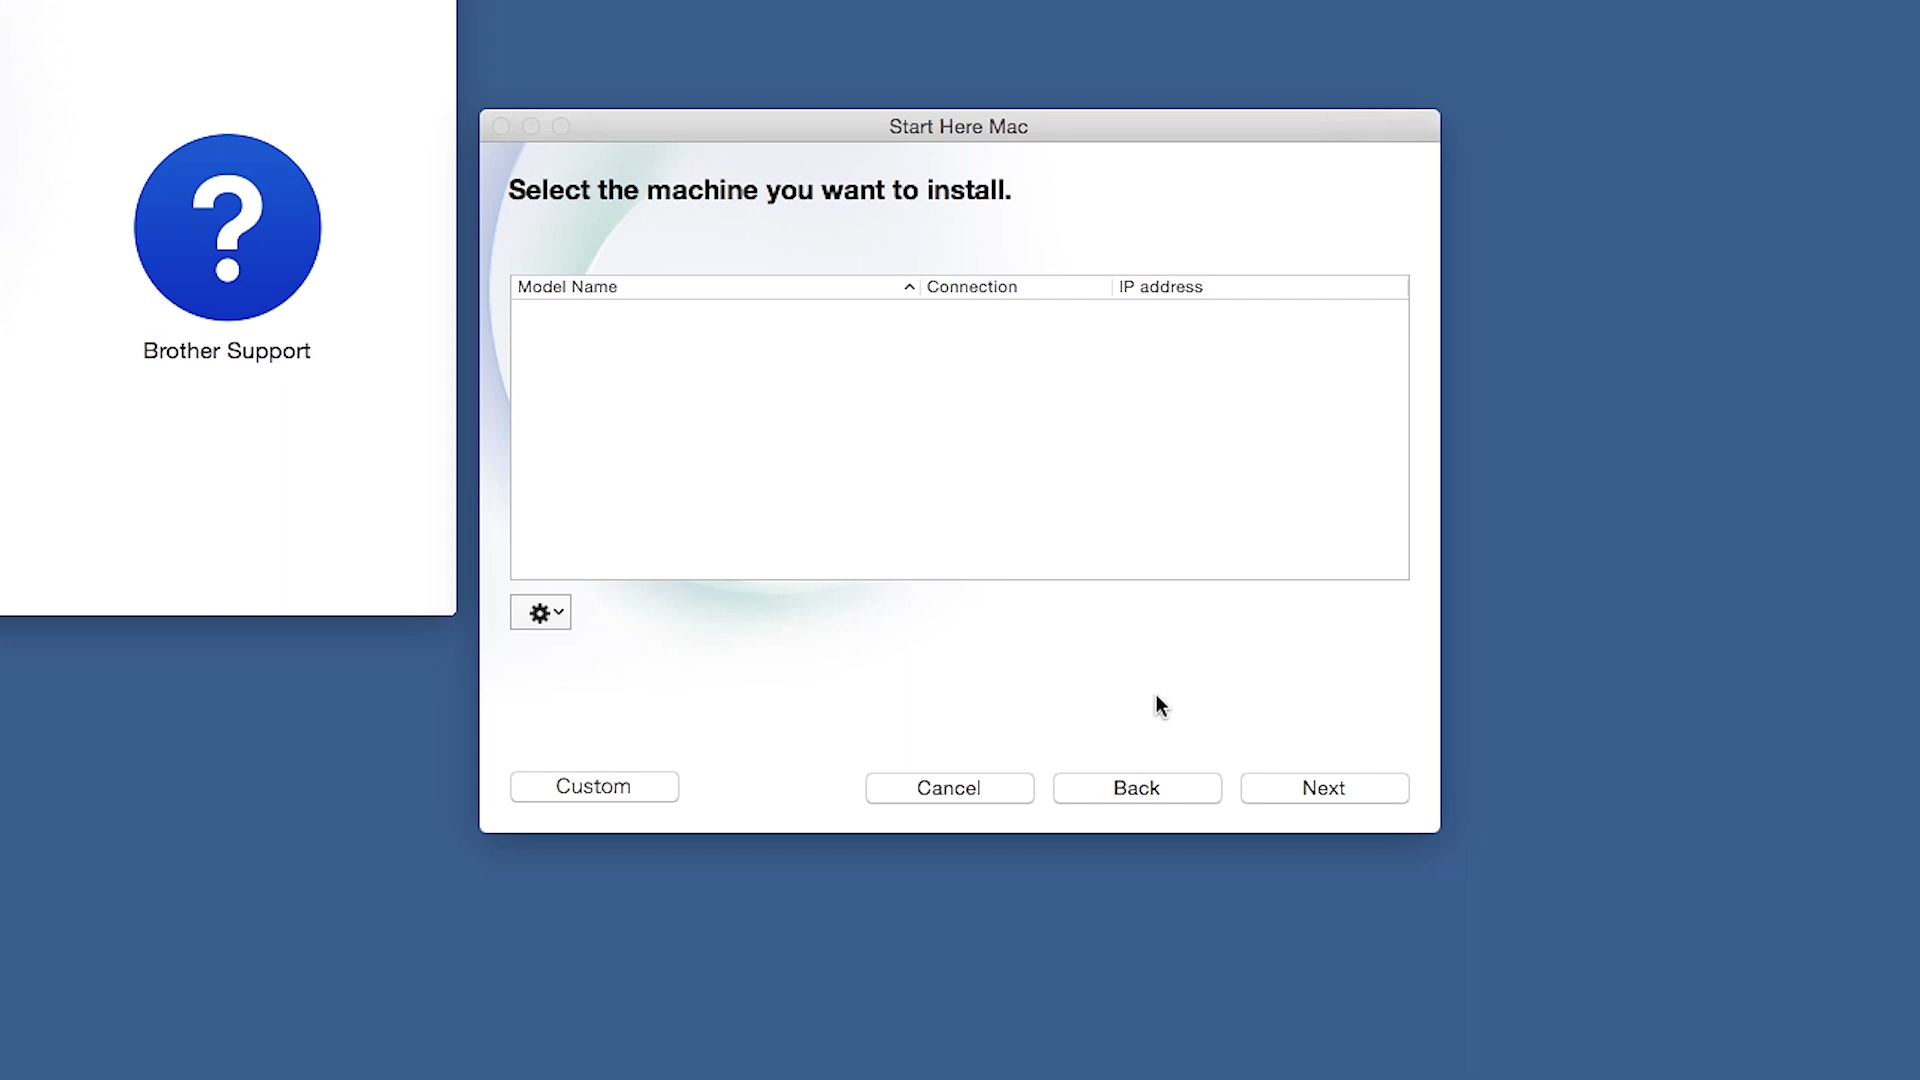 Start Here Mac
Select the machine you want to install.
Model Name Connection IP address
Brother Support
Custom Cancel Back Next